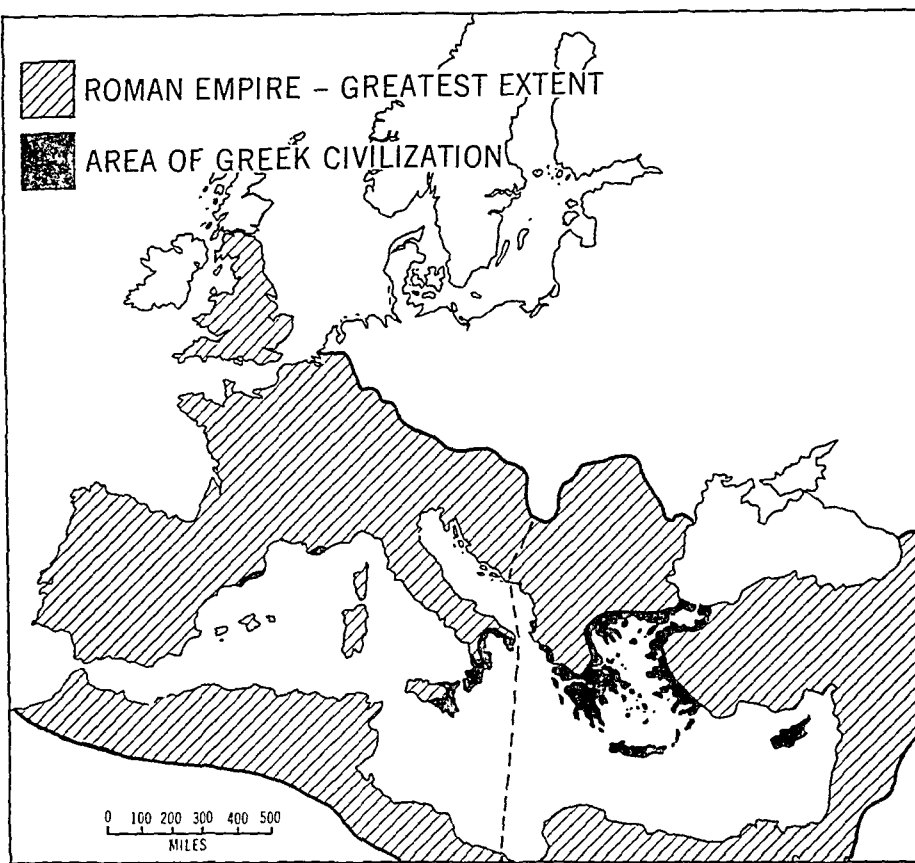 ROMAN EMPIRE – GREATEST EXTENT
AREA OF GREEK CIVILIZATION
0 100 200 300 400 500
MILES